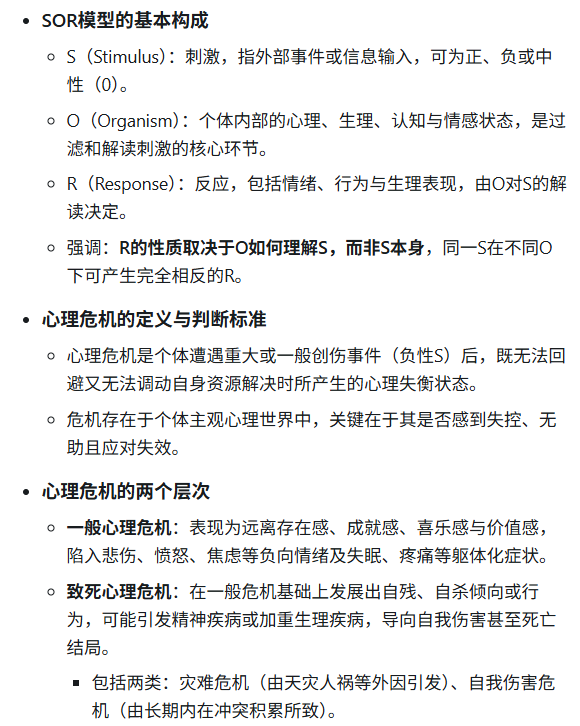 SOR模型的基本构成
S（Stimulus）：刺激，指外部事件或信息输入，可为正、负或中
性（0）。
O（Organism）：个体内部的心理、生理、认知与情感状态，是过
滤和解读刺激的核心环节。
R（Response）：反应，包括情绪、行为与生理表现，由O对S的解
读决定。
强调：R的性质取决于O如何理解S，而非S本身，同一S在不同O
下可产生完全相反的R。
心理危机的定义与判断标准
心理危机是个体遭遇重大或一般创伤事件（负性S）后，既无法回
避又无法调动自身资源解决时所产生的心理失衡状态。
危机存在于个体主观心理世界中，关键在于其是否感到失控、无
助且应对失效。
心理危机的两个层次
一般心理危机：表现为远离存在感、成就感、喜乐感与价值感，
陷入悲伤、愤怒、焦虑等负向情绪及失眠、疼痛等躯体化症状。
致死心理危机：在一般危机基础上发展出自残、自杀倾向或行
为，可能引发精神疾病或加重生理疾病，导向自我伤害甚至死亡
结局。
包括两类：灾难危机（由天灾人祸等外因引发）、自我伤害危
机（由长期内在冲突积累所致）。